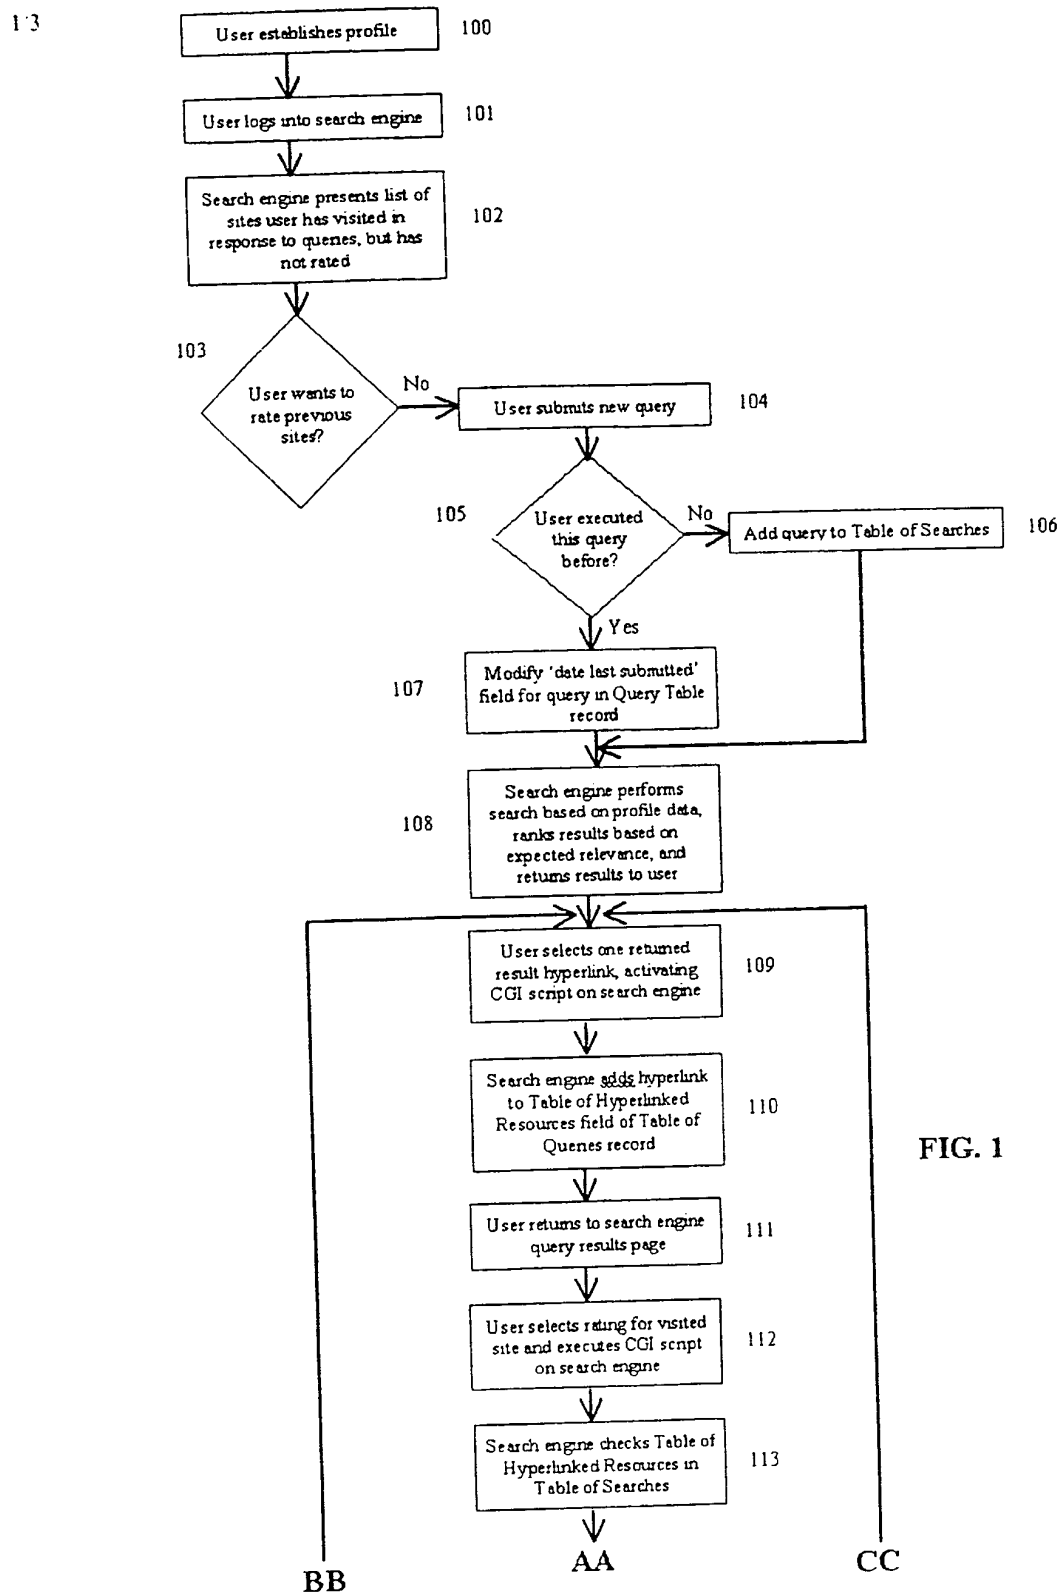 1'3
User establishes profile
100
User logs into search engine
101
Search engine presents list of
sites user has visited in
response to queries, but has
not rated
102
103
User wants to
rate previous
sites?
No
User submits new query
104
105
User executed
this query
before?
No
Add query to Table of Searches
106
Yes
107
Modify 'date last submitted'
field for query in Query Table
record
108
Search engine performs
search based on profile data,
ranks results based on
expected relevance, and
returns results to user
User selects one returned
result hyperlink, activating
CGI script on search engine
109
Search engine adds hyperlink
to Table of Hyperlinked
Resources field of Table of
Queries record
110
FIG. 1
User returns to search engine
query results page
111
User selects rating for visited
site and executes CGI script
on search engine
112
Search engine checks Table of
Hyperlinked Resources in
Table of Searches
113
BB
AA
CC